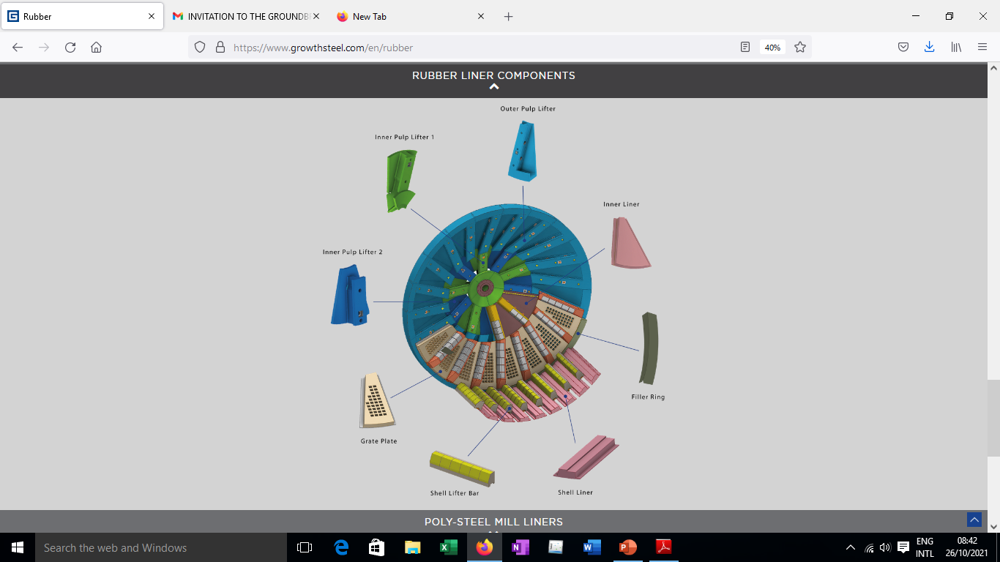 Rubber
INVITATION TO THE GROUNDB
New Tab
https://www.growthsteel.com/en/rubber
40%
RUBBER LINER COMPONENTS
Outer Pulp Lifter
Inner Pulp Lifter 1
Inner Liner
Inner Pulp Lifter 2
Filler Ring
Grate Plate
Shell Lifter Bar
Shell Liner
POLY-STEEL MILL LINERS
Search the web and Windows
ENG
INTL
08:42
26/10/2021